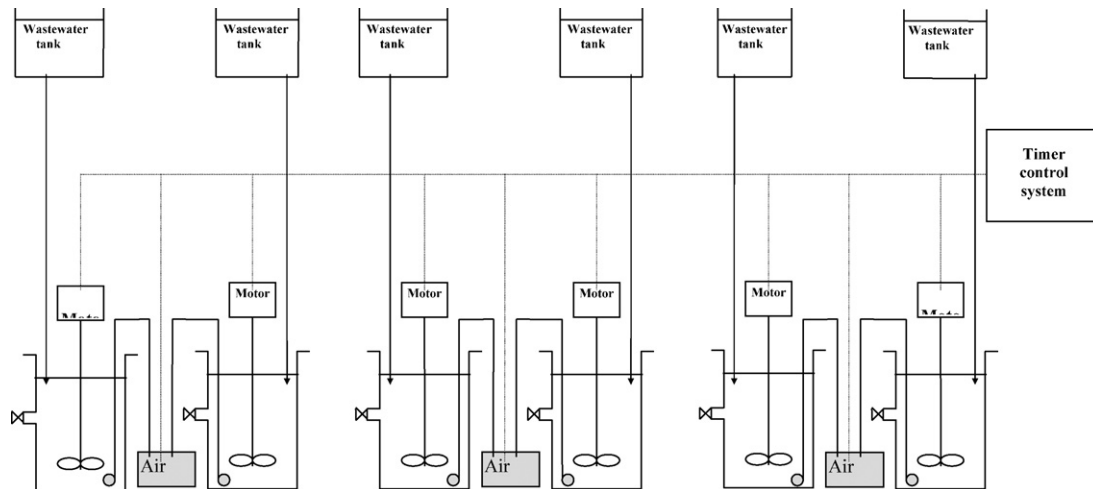 Wastewater
tank
Wastewater
tank
Wastewater
tank
Wastewater
tank
Wastewater
tank
Wastewater
tank
Timer
control
system
Motor
Motor
Motor
Motor
Air
Air
Air